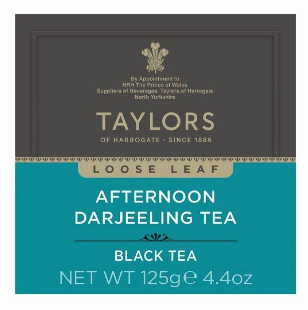 By Appointment to
HRH The Prince of Wales
Suppliers of Beverages, Taylors of Harrogate
North Yorkshire
TAYLORS
OF HARROGATE · SINCE 1886
LOOSE LEAF
AFTERNOON
DARJEELING TEA
BLACK TEA
NET WT 125g℮ 4.4oz